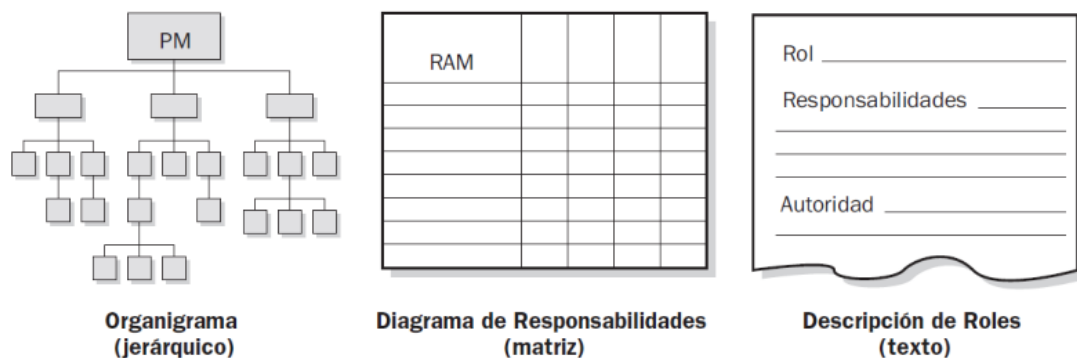 PM
RAM
Rol
Responsabilidades
Autoridad
Organigrama
(jerárquico)
Diagrama de Responsabilidades
(matriz)
Descripción de Roles
(texto)